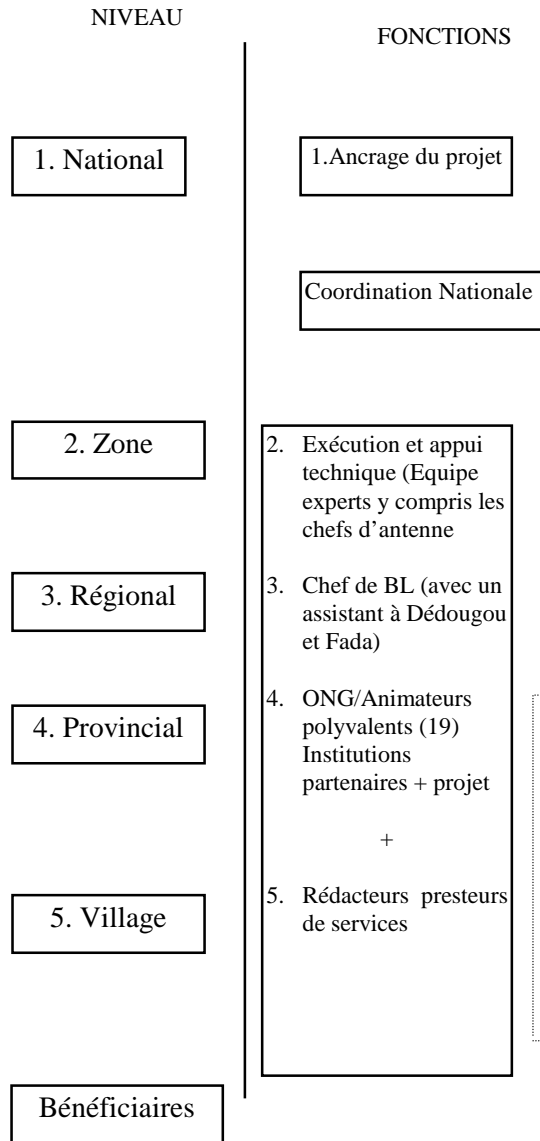 NIVEAU
FONCTIONS
1. National
1.Ancrage du projet
Coordination Nationale
2. Zone
2. Exécution et appui
technique (Equipe
experts y compris les
chefs d’antenne
3. Régional
3. Chef de BL (avec un
assistant à Dédougou
et Fada)
4. Provincial
4. ONG/Animateurs
polyvalents (19)
Institutions
partenaires + projet
+
5. Village
5. Rédacteurs presteurs
de services
Bénéficiaires